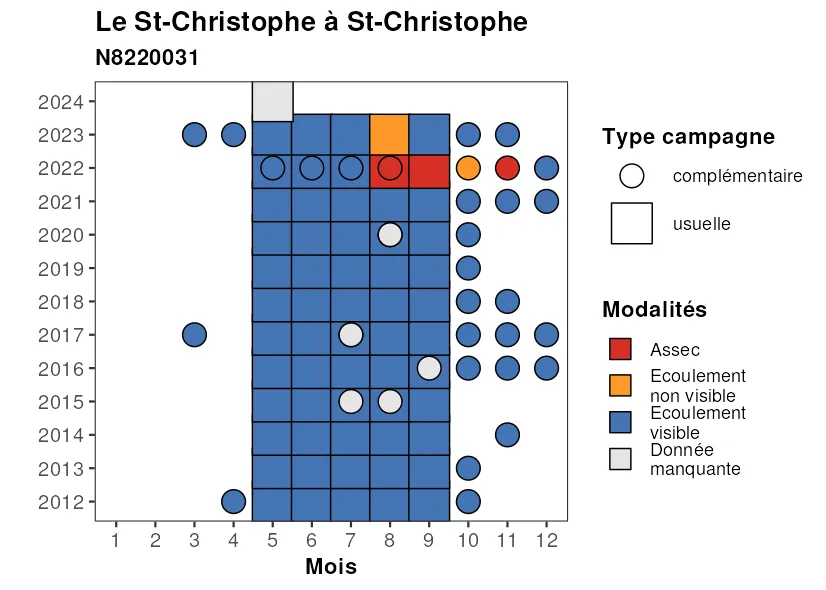 Le St-Christophe à St-Christophe
N8220031
2024
2023
2022
2021
2020
2019
2018
2017
2016
2015
2014
2013
2012
1 2 3 4 5 6 7 8 9 10 11 12
Mois
Type campagne
complémentaire
usuelle
Modalités
Assec
Ecoulement
non visible
Ecoulement
visible
Donnée
manquante